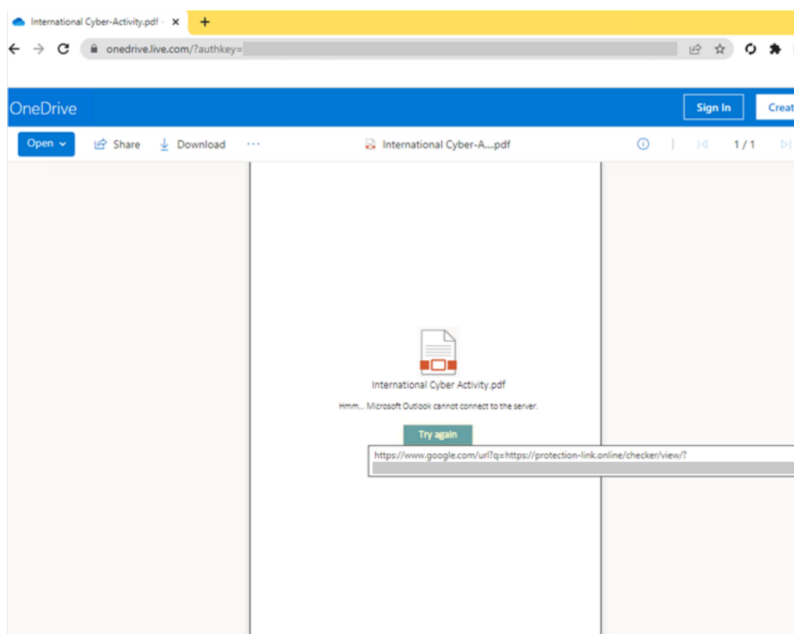 International Cyber-Activity.pdf -
onedrive.live.com/?authkey=
OneDrive
Sign In
Creat
Open
Share
Download
...
International Cyber-A...pdf
1 / 1
International Cyber Activity.pdf
Hmm... Microsoft Outlook cannot connect to the server.
Try again
https://www.google.com/url?q=https://protection-link.online/checker/view/?